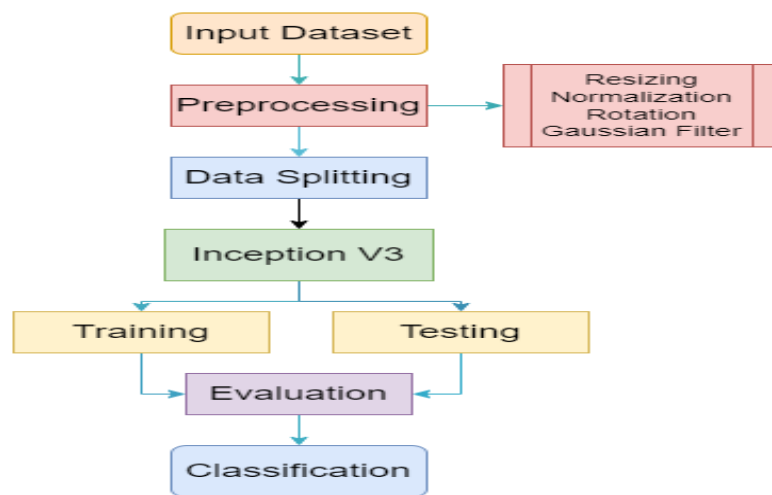 Input Dataset
Preprocessing
Resizing
Normalization
Rotation
Gaussian Filter
Data Splitting
Inception V3
Training
Testing
Evaluation
Classification